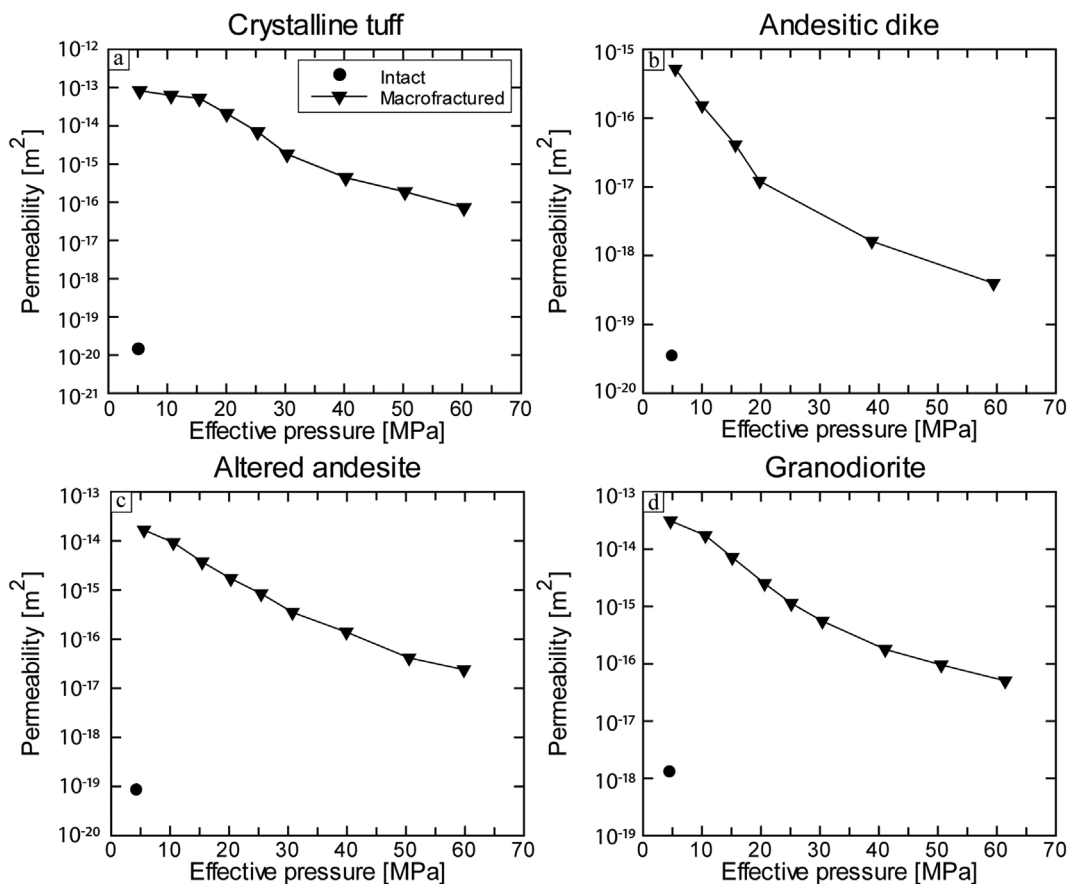 Crystalline tuff
a
Intact
Macrofractured
10-12
10-13
10-14
10-15
10-16
10-17
10-18
10-19
10-20
10-21
Permeability [m2]
0 10 20 30 40 50 60 70
Effective pressure [MPa]
Andesitic dike
b
10-15
10-16
10-17
10-18
10-19
10-20
Permeability [m2]
0 10 20 30 40 50 60 70
Effective pressure [MPa]
Altered andesite
c
10-13
10-14
10-15
10-16
10-17
10-18
10-19
10-20
Permeability [m2]
0 10 20 30 40 50 60 70
Effective pressure [MPa]
Granodiorite
d
10-13
10-14
10-15
10-16
10-17
10-18
10-19
Permeability [m2]
0 10 20 30 40 50 60 70
Effective pressure [MPa]